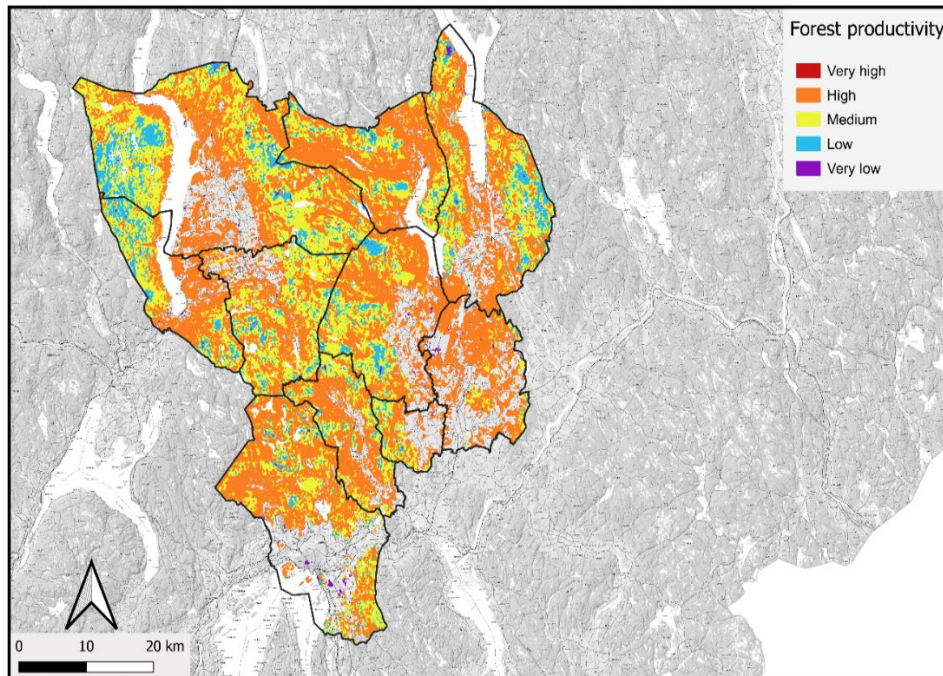 Forest productivity
Very high
High
Medium
Low
Very low
0 10 20 km